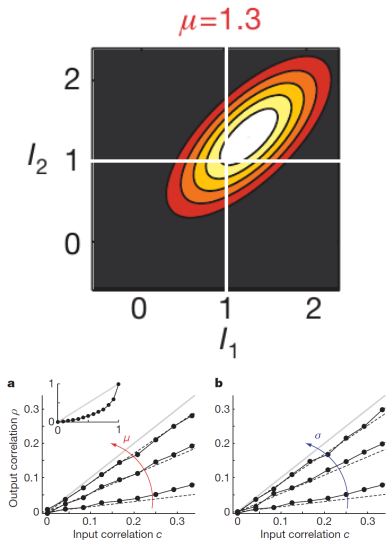 μ=1.3
2
I2
1
0
0 1 2
I1
a b
1
0.3 0.3
μ σ
0
0 1
0.2 0.2
Output correlation ρ
0.1 0.1
0 0
0 0.1 0.2 0.3 0 0.1 0.2 0.3
Input correlation c Input correlation c